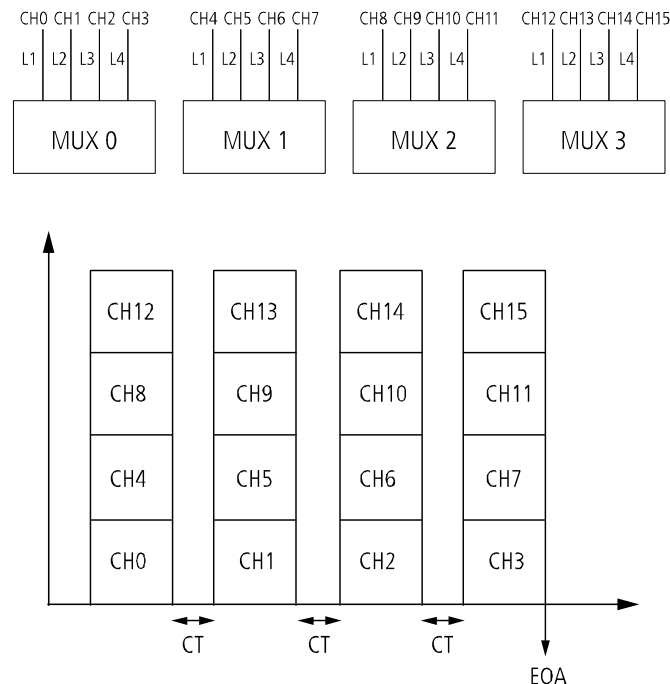 CH0 CH1 CH2 CH3 CH4 CH5 CH6 CH7 CH8 CH9 CH10 CH11 CH12 CH13 CH14 CH15
L1 L2 L3 L4 L1 L2 L3 L4 L1 L2 L3 L4 L1 L2 L3 L4
MUX 0 MUX 1 MUX 2 MUX 3
CH12 CH13 CH14 CH15
CH8 CH9 CH10 CH11
CH4 CH5 CH6 CH7
CH0 CH1 CH2 CH3
CT CT CT
EOA